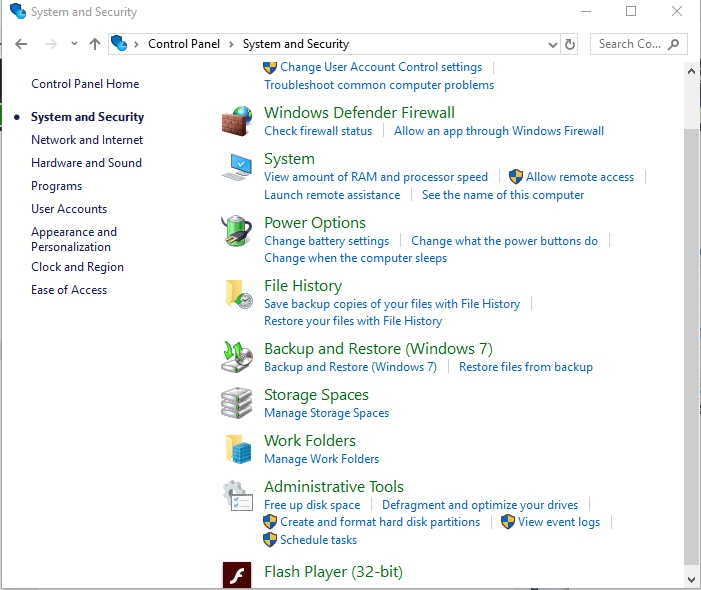 System and Security
Control Panel > System and Security
Search Co...
Control Panel Home
System and Security
Network and Internet
Hardware and Sound
Programs
User Accounts
Appearance and
Personalization
Clock and Region
Ease of Access
Change User Account Control settings
Troubleshoot common computer problems
Windows Defender Firewall
Check firewall status Allow an app through Windows Firewall
System
View amount of RAM and processor speed Allow remote access
Launch remote assistance See the name of this computer
Power Options
Change battery settings Change what the power buttons do
Change when the computer sleeps
File History
Save backup copies of your files with File History
Restore your files with File History
Backup and Restore (Windows 7)
Backup and Restore (Windows 7) Restore files from backup
Storage Spaces
Manage Storage Spaces
Work Folders
Manage Work Folders
Administrative Tools
Free up disk space Defragment and optimize your drives
Create and format hard disk partitions View event logs
Schedule tasks
Flash Player (32-bit)